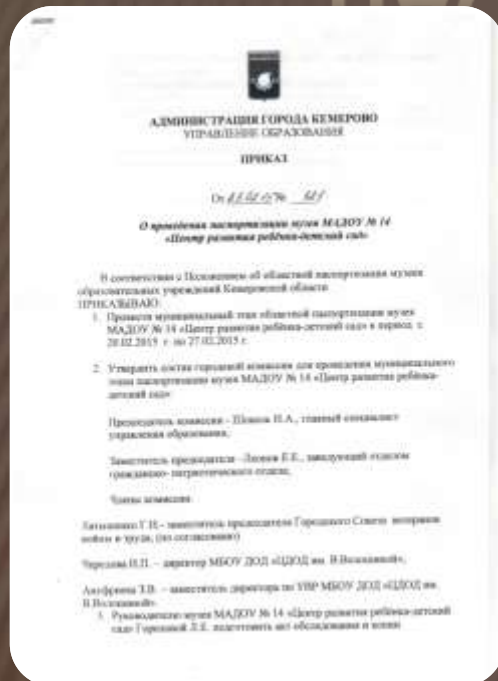 АДМИНИСТРАЦИЯ ГОРОДА КЕМЕРОВО
УПРАВЛЕНИЕ ОБРАЗОВАНИЯ
ПРИКАЗ
От №
О проведении паспортизации музея МАДОУ № 14
«Центр развития ребёнка-детский сад»
В соответствии с Положением об областной паспортизации музеев
образовательных учреждений Кемеровской области
ПРИКАЗЫВАЮ:
1. Провести муниципальный этап областной паспортизации музея
МАДОУ № 14 «Центр развития ребёнка-детский сад» в период с
20.02.2015 г. по 27.02.2015 г.
2. Утвердить состав городской комиссии для проведения муниципального
этапа паспортизации музея МАДОУ № 14 «Центр развития ребёнка-
детский сад»
Председатель комиссии - И.А., главный специалист
управления образования,
Заместитель председателя - Леонов Е.Е., заведующий отделом
гражданско- патриотического отдела,
Члены комиссии
Г.Н.- заместитель председателя Городского Совета ветеранов
войны и труда, (по согласованию)
Чередова Н.П. - директор МБОУ ДОД «ЦДОД им. В.Волошиной»,
Ануфриева З.В. - заместитель директора по УВР МБОУ ДОД «ЦДОД им.
В.Волошиной».
3. Руководителю музея МАДОУ № 14 «Центр развития ребёнка-детский
сад» Л.Е. подготовить акт обследования и копии